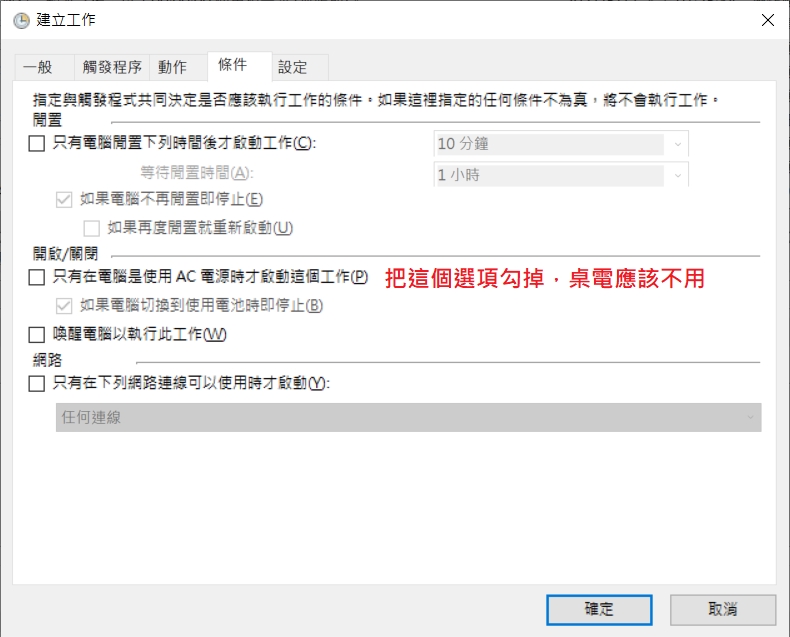 建立工作
一般 觸發程序 動作 條件 設定
指定與觸發程式共同決定是否應該執行工作的條件。如果這裡指定的任何條件不為真，將不會執行工作。
閒置
只有電腦閒置下列時間後才啟動工作(C): 10 分鐘
等待閒置時間(A): 1 小時
如果電腦不再閒置即停止(E)
如果再度閒置就重新啟動(U)
開啟/關閉
只有在電腦是使用 AC 電源時才啟動這個工作(P) 把這個選項勾掉，桌電應該不用
如果電腦切換到使用電池時即停止(B)
喚醒電腦以執行此工作(W)
網路
只有在下列網路連線可以使用時才啟動(Y):
任何連線
確定 取消